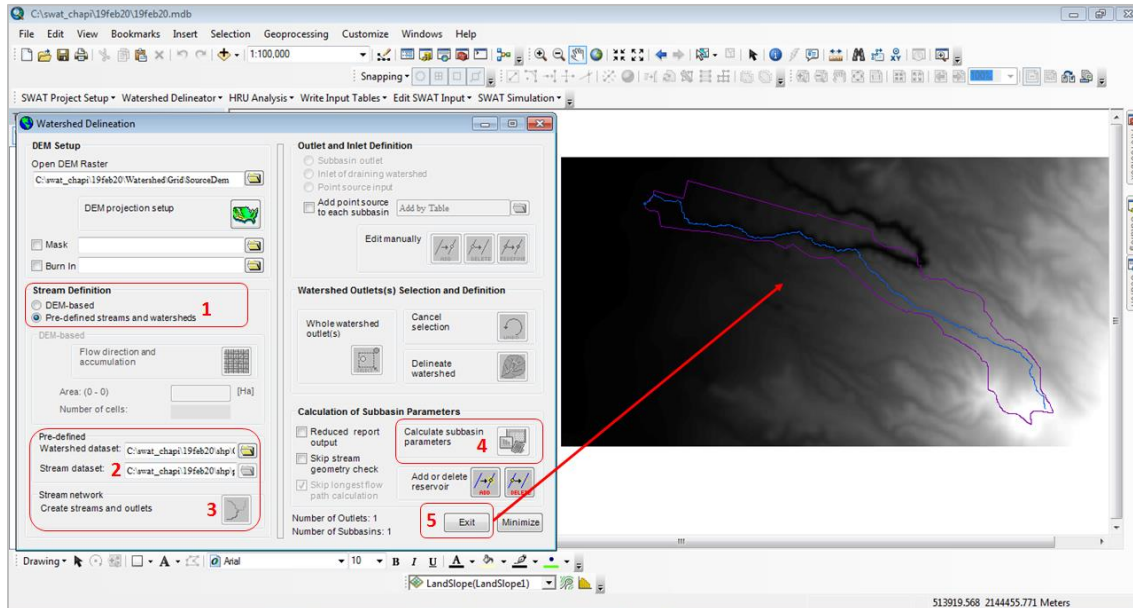 C:\swat_chapi\19feb20\19feb20.mdb
File Edit View Bookmarks Insert Selection Geoprocessing Customize Windows Help
1:100,000
Snapping
100%
SWAT Project Setup Watershed Delineator HRU Analysis Write Input Tables Edit SWAT Input SWAT Simulation
Watershed Delineation
DEM Setup
Open DEM Raster
C:\swat_chapi\19feb20\Watershed\Grid\SourceDem
DEM projection setup
Mask
Burn In
Stream Definition
DEM-based
1
Pre-defined streams and watersheds
DEM-based
Flow direction and
accumulation
Area: (0 - 0) [Ha]
Number of cells:
Pre-defined
Watershed dataset: C:\swat_chapi\19feb20\shp\
Stream dataset: 2 C:\swat_chapi\19feb20\shp\
Stream network
Create streams and outlets 3
Outlet and Inlet Definition
Subbasin outlet
Inlet of draining watershed
Point source input
Add point source
to each subbasin Add by Table
Edit manually
ADD DELETE REDEFINE
Watershed Outlets(s) Selection and Definition
Whole watershed
outlet(s)
Cancel
selection
Delineate
watershed
Calculation of Subbasin Parameters
Reduced report
output
Skip stream
geometry check
Skip longest flow
path calculation
Calculate subbasin
parameters 4
Add or delete
reservoir
ADD DELETE
Number of Outlets: 1
Number of Subbasins: 1
5 Exit Minimize
Drawing A Arial 10 B I U A
LandSlope(LandSlope1)
513919.568 2144455.771 Meters